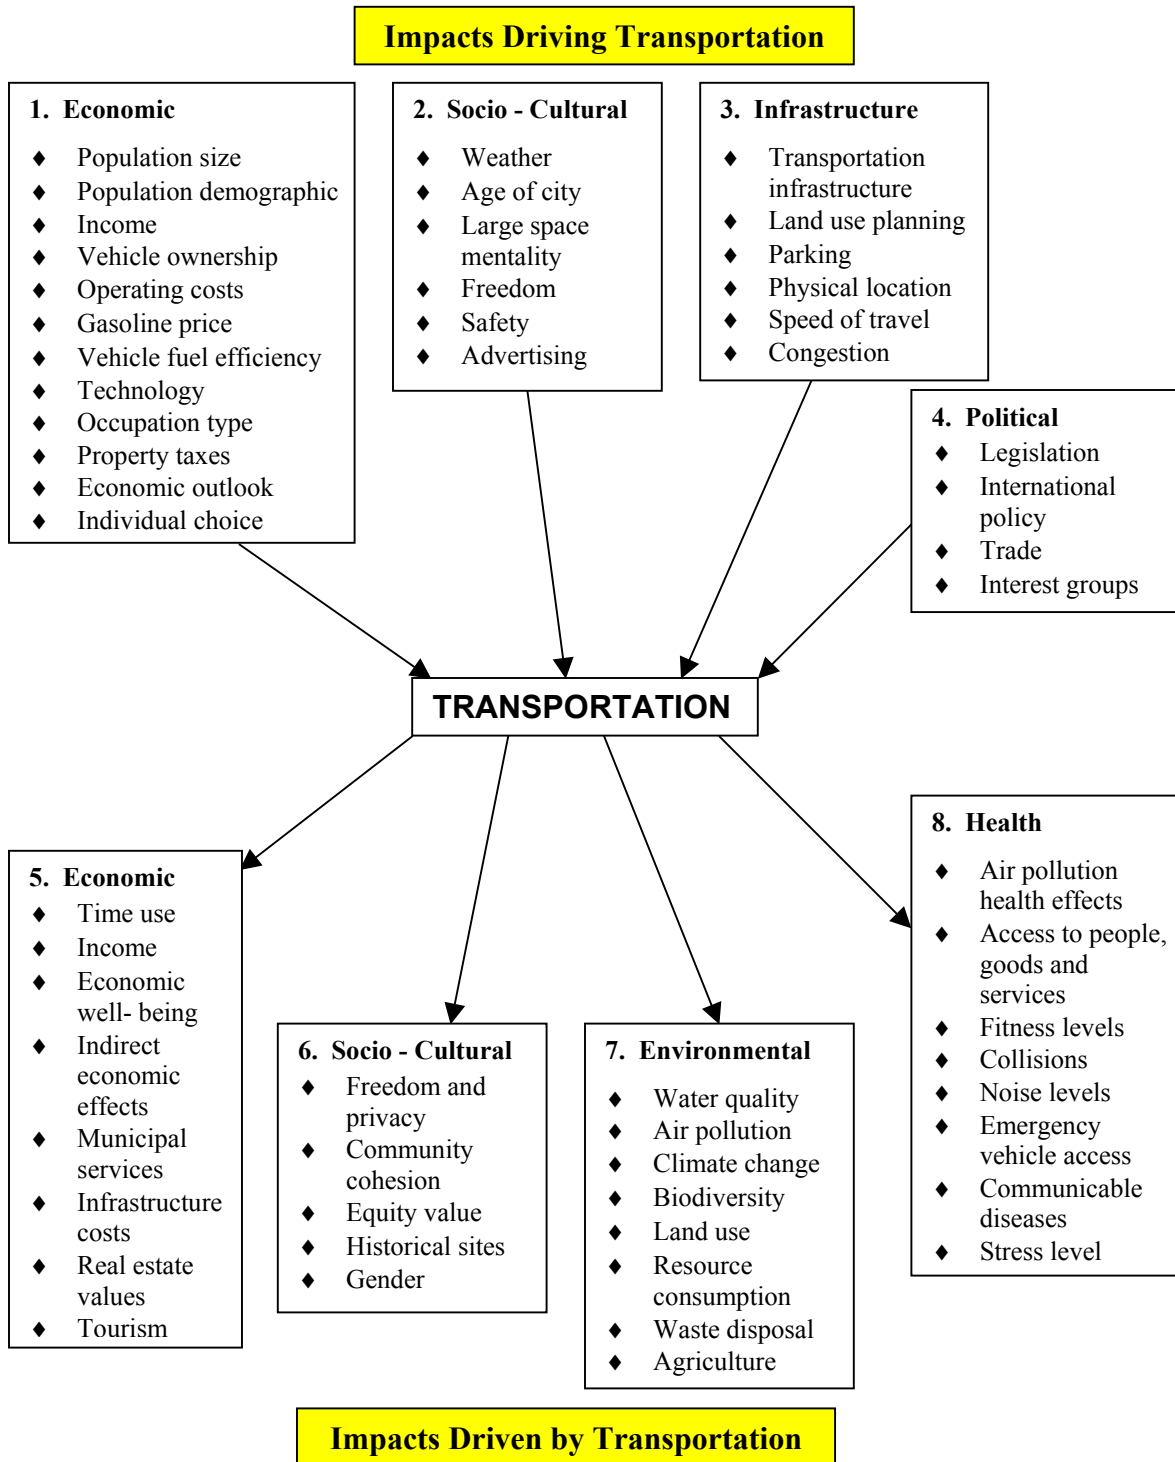 Impacts Driving Transportation
1. Economic
♦ Population size
♦ Population demographic
♦ Income
♦ Vehicle ownership
♦ Operating costs
♦ Gasoline price
♦ Vehicle fuel efficiency
♦ Technology
♦ Occupation type
♦ Property taxes
♦ Economic outlook
♦ Individual choice
2. Socio - Cultural
♦ Weather
♦ Age of city
♦ Large space
mentality
♦ Freedom
♦ Safety
♦ Advertising
3. Infrastructure
♦ Transportation
infrastructure
♦ Land use planning
♦ Parking
♦ Physical location
♦ Speed of travel
♦ Congestion
4. Political
♦ Legislation
♦ International
policy
♦ Trade
♦ Interest groups
TRANSPORTATION
5. Economic
♦ Time use
♦ Income
♦ Economic
well- being
♦ Indirect
economic
effects
♦ Municipal
services
♦ Infrastructure
costs
♦ Real estate
values
♦ Tourism
6. Socio - Cultural
♦ Freedom and
privacy
♦ Community
cohesion
♦ Equity value
♦ Historical sites
♦ Gender
7. Environmental
♦ Water quality
♦ Air pollution
♦ Climate change
♦ Biodiversity
♦ Land use
♦ Resource
consumption
♦ Waste disposal
♦ Agriculture
8. Health
♦ Air pollution
health effects
♦ Access to people,
goods and
services
♦ Fitness levels
♦ Collisions
♦ Noise levels
♦ Emergency
vehicle access
♦ Communicable
diseases
♦ Stress level
Impacts Driven by Transportation